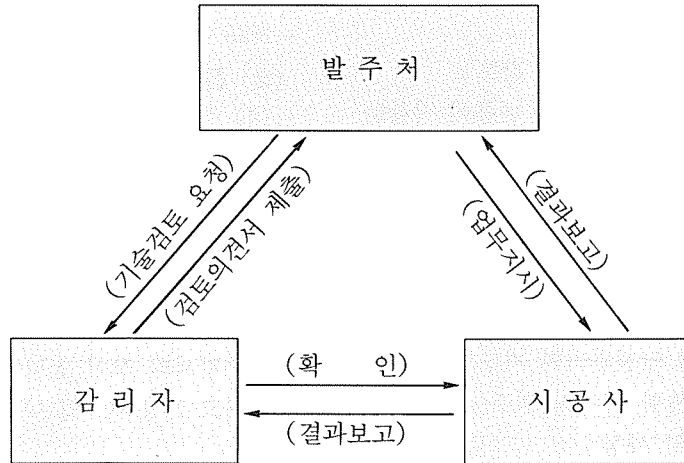 발 주 처
(기술검토 요청)
(검토의견서 제출)
(업무지시)
(결과보고)
감 리 자
(확 인)
(결과보고)
시 공 사